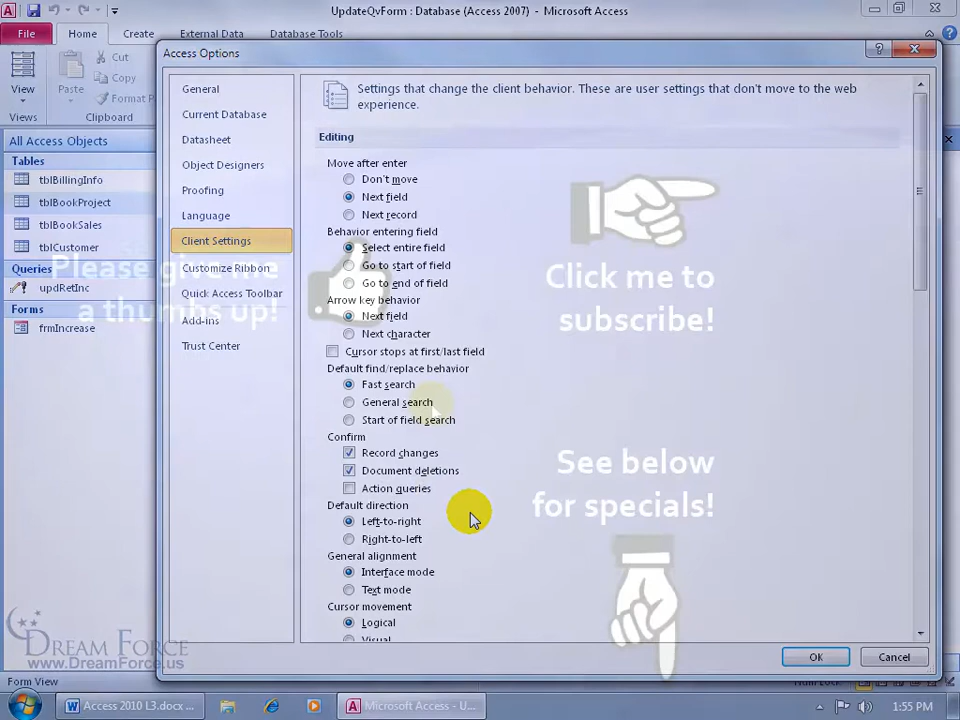 UpdateQvForm : Database (Access 2007) - Microsoft Access
File
Home
Create
External Data
Database Tools
View
Views
Paste
Cut
Copy
Format P
Clipboard
All Access Objects
Tables
tblBillingInfo
tblBookProject
tblBookSales
tblCustomer
Queries
updRetInc
Forms
frmIncrease
Access Options
General
Current Database
Datasheet
Object Designers
Proofing
Language
Client Settings
Customize Ribbon
Quick Access Toolbar
Add-ins
Trust Center
Settings that change the client behavior. These are user settings that don't move to the web
experience.
Editing
Move after enter
Don't move
Next field
Next record
Behavior entering field
Select entire field
Go to start of field
Go to end of field
Arrow key behavior
Next field
Next character
Cursor stops at first/last field
Default find/replace behavior
Fast search
General search
Start of field search
Confirm
Record changes
Document deletions
Action queries
Default direction
Left-to-right
Right-to-left
General alignment
Interface mode
Text mode
Cursor movement
Logical
Visual
OK
Cancel
Please give me
a thumbs up!
Click me to
subscribe!
See below
for specials!
DREAM FORCE
www.DreamForce.us
Form View
Num Lock
Access 2010 L3.docx ...
Microsoft Access - U...
1:55 PM